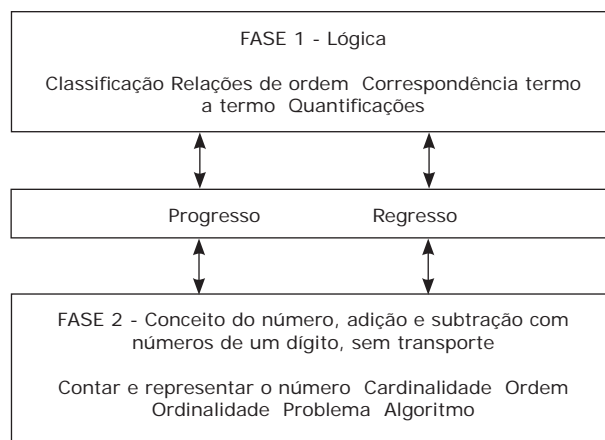 FASE 1 - Lógica
Classificação Relações de ordem Correspondência termo
a termo Quantificações
Progresso Regresso
FASE 2 - Conceito do número, adição e subtração com
números de um dígito, sem transporte
Contar e representar o número Cardinalidade Ordem
Ordinalidade Problema Algoritmo